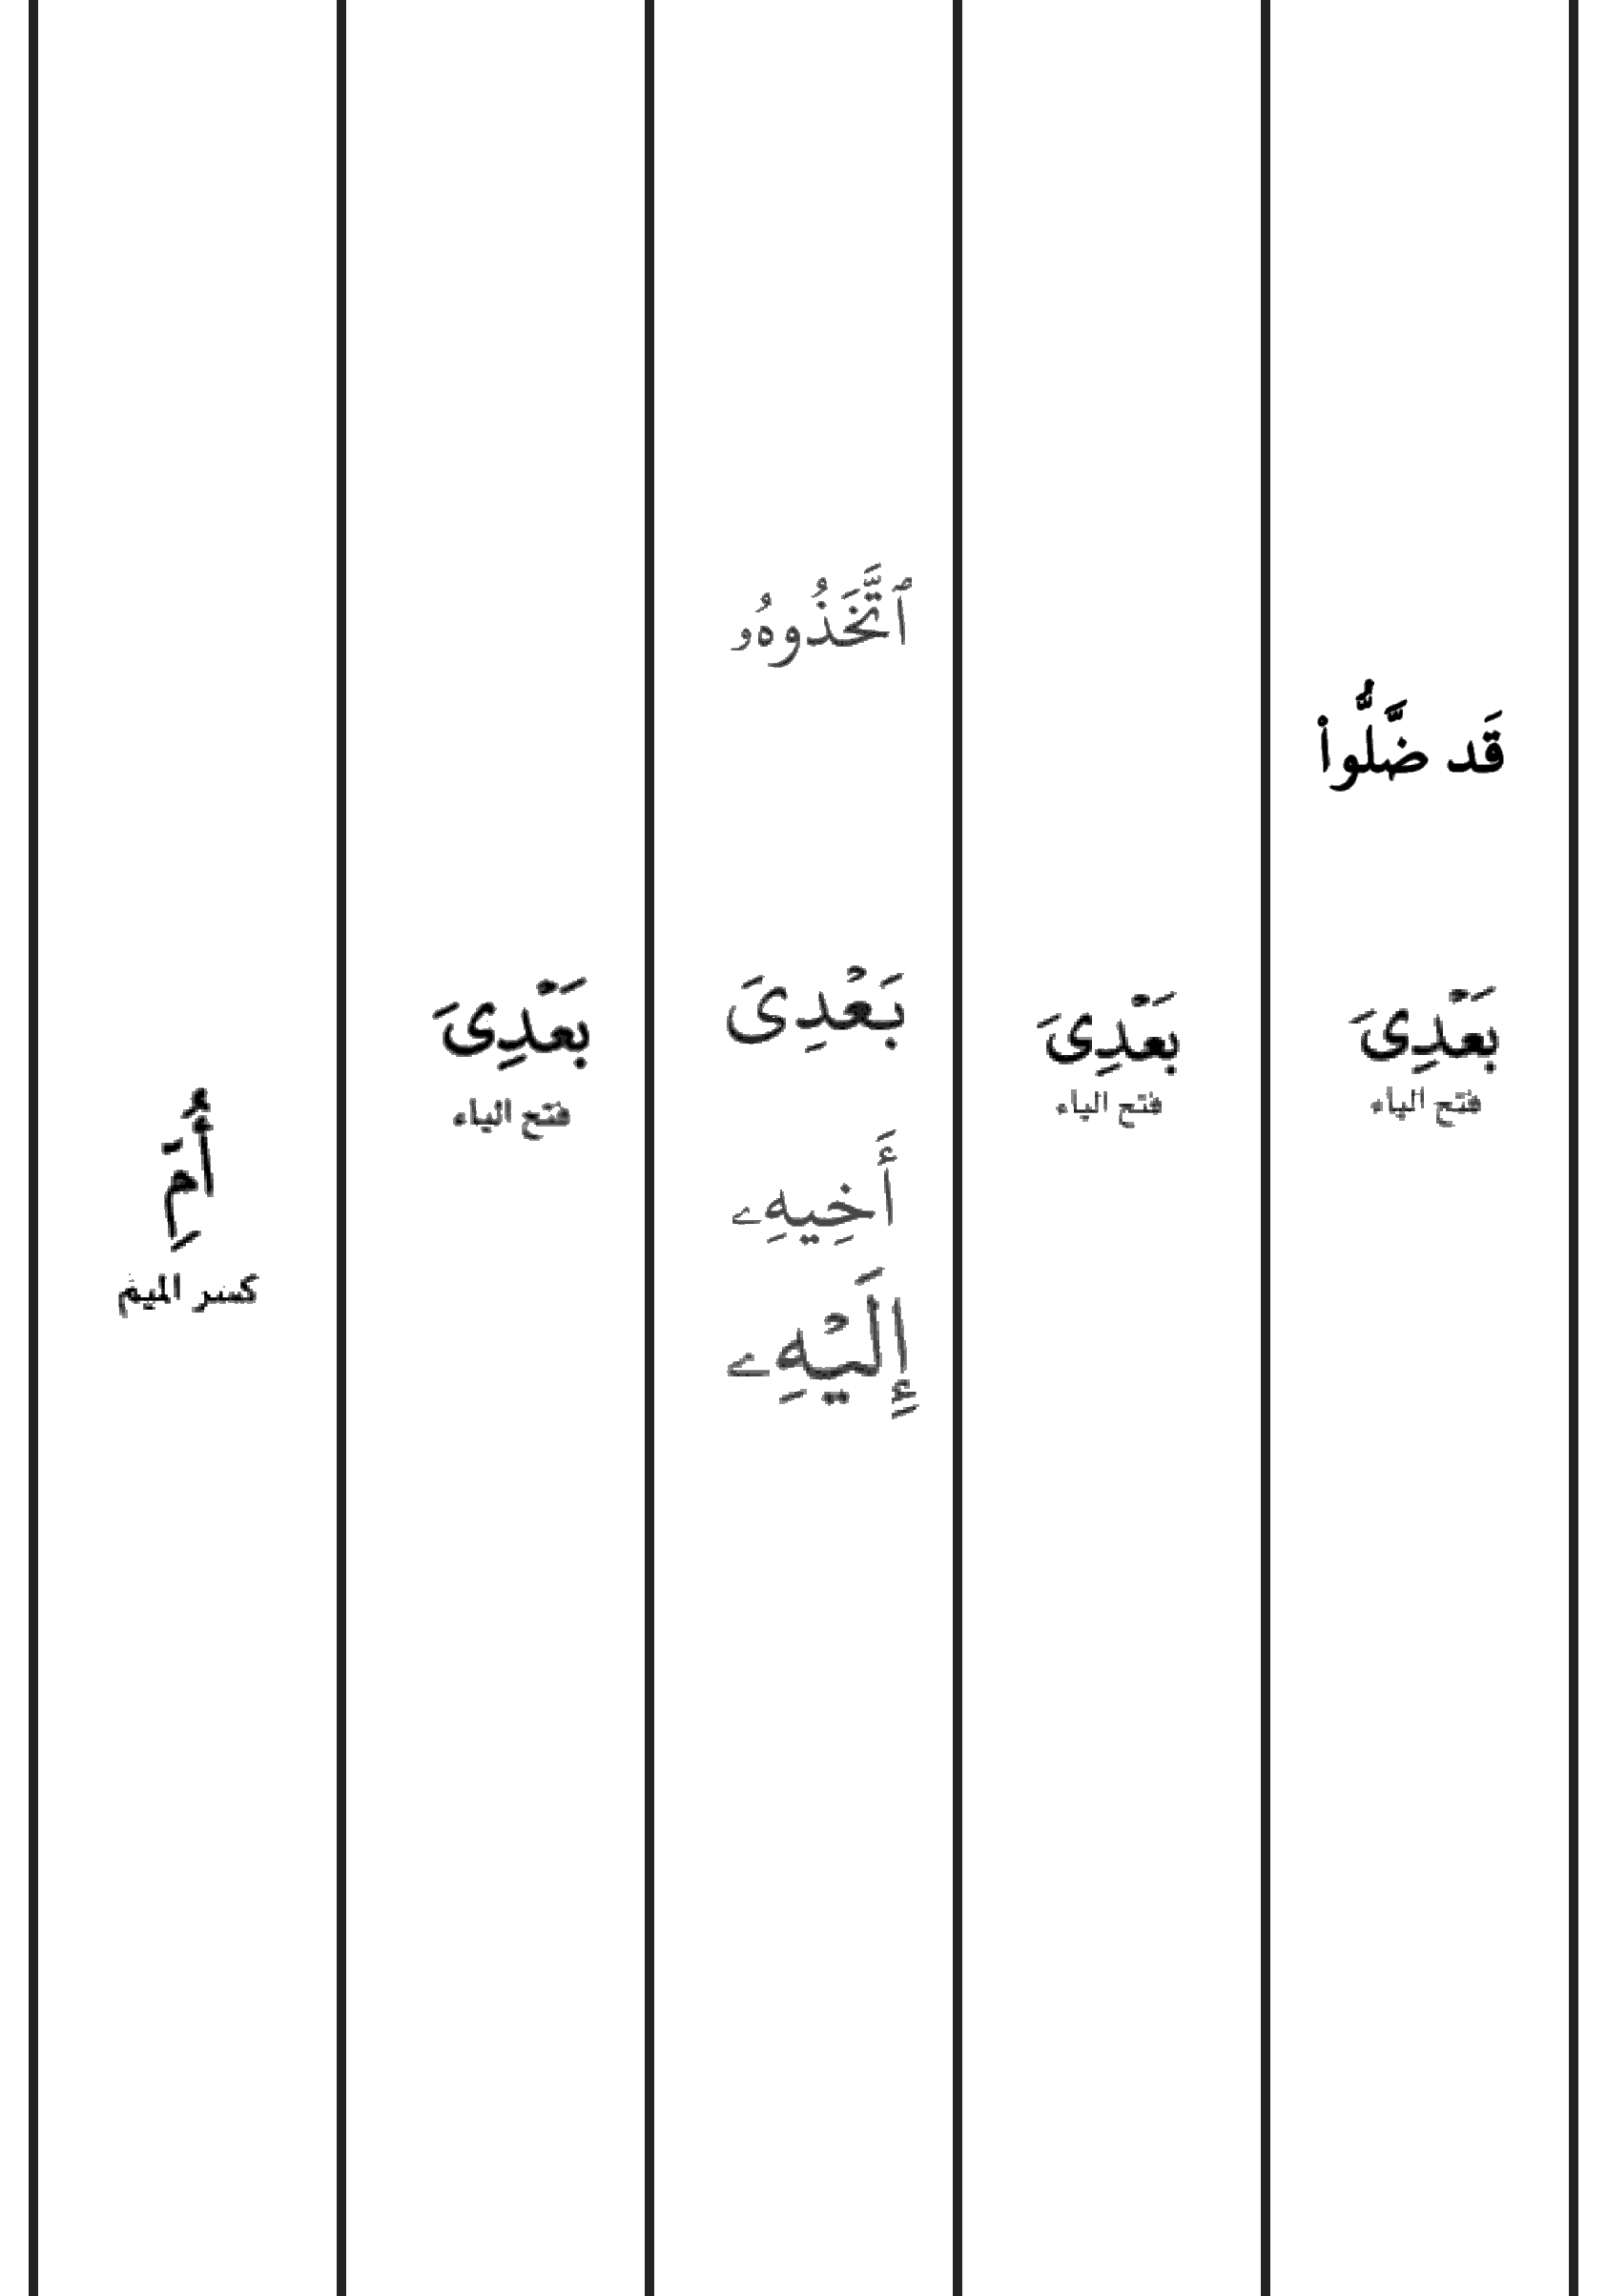 قَد ضَّلُّوا۟
بَعْدِىَ
فتح الياء
بَعْدِىَ
فتح الياء
ٱتَّخَذُوهُۥ
بَعْدِىَ
أَخِيهِۦ
إِلَيْهِۦ
بَعْدِىَ
فتح الياء
أُمِّ
كسر الميم